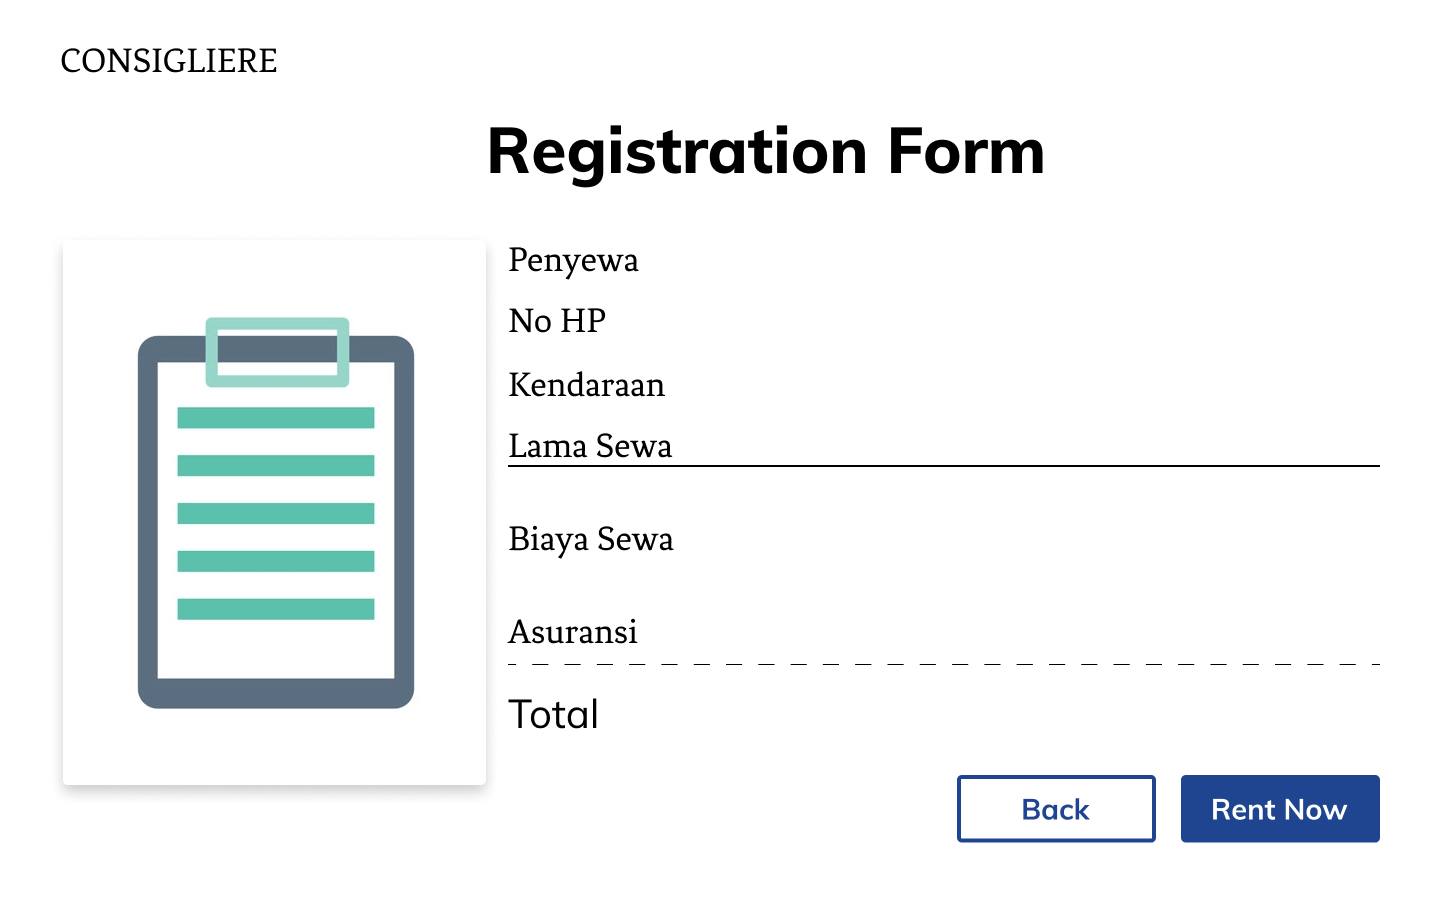 CONSIGLIERE
Registration Form
Penyewa
No HP
Kendaraan
Lama Sewa
Biaya Sewa
Asuransi
Total
Back
Rent Now